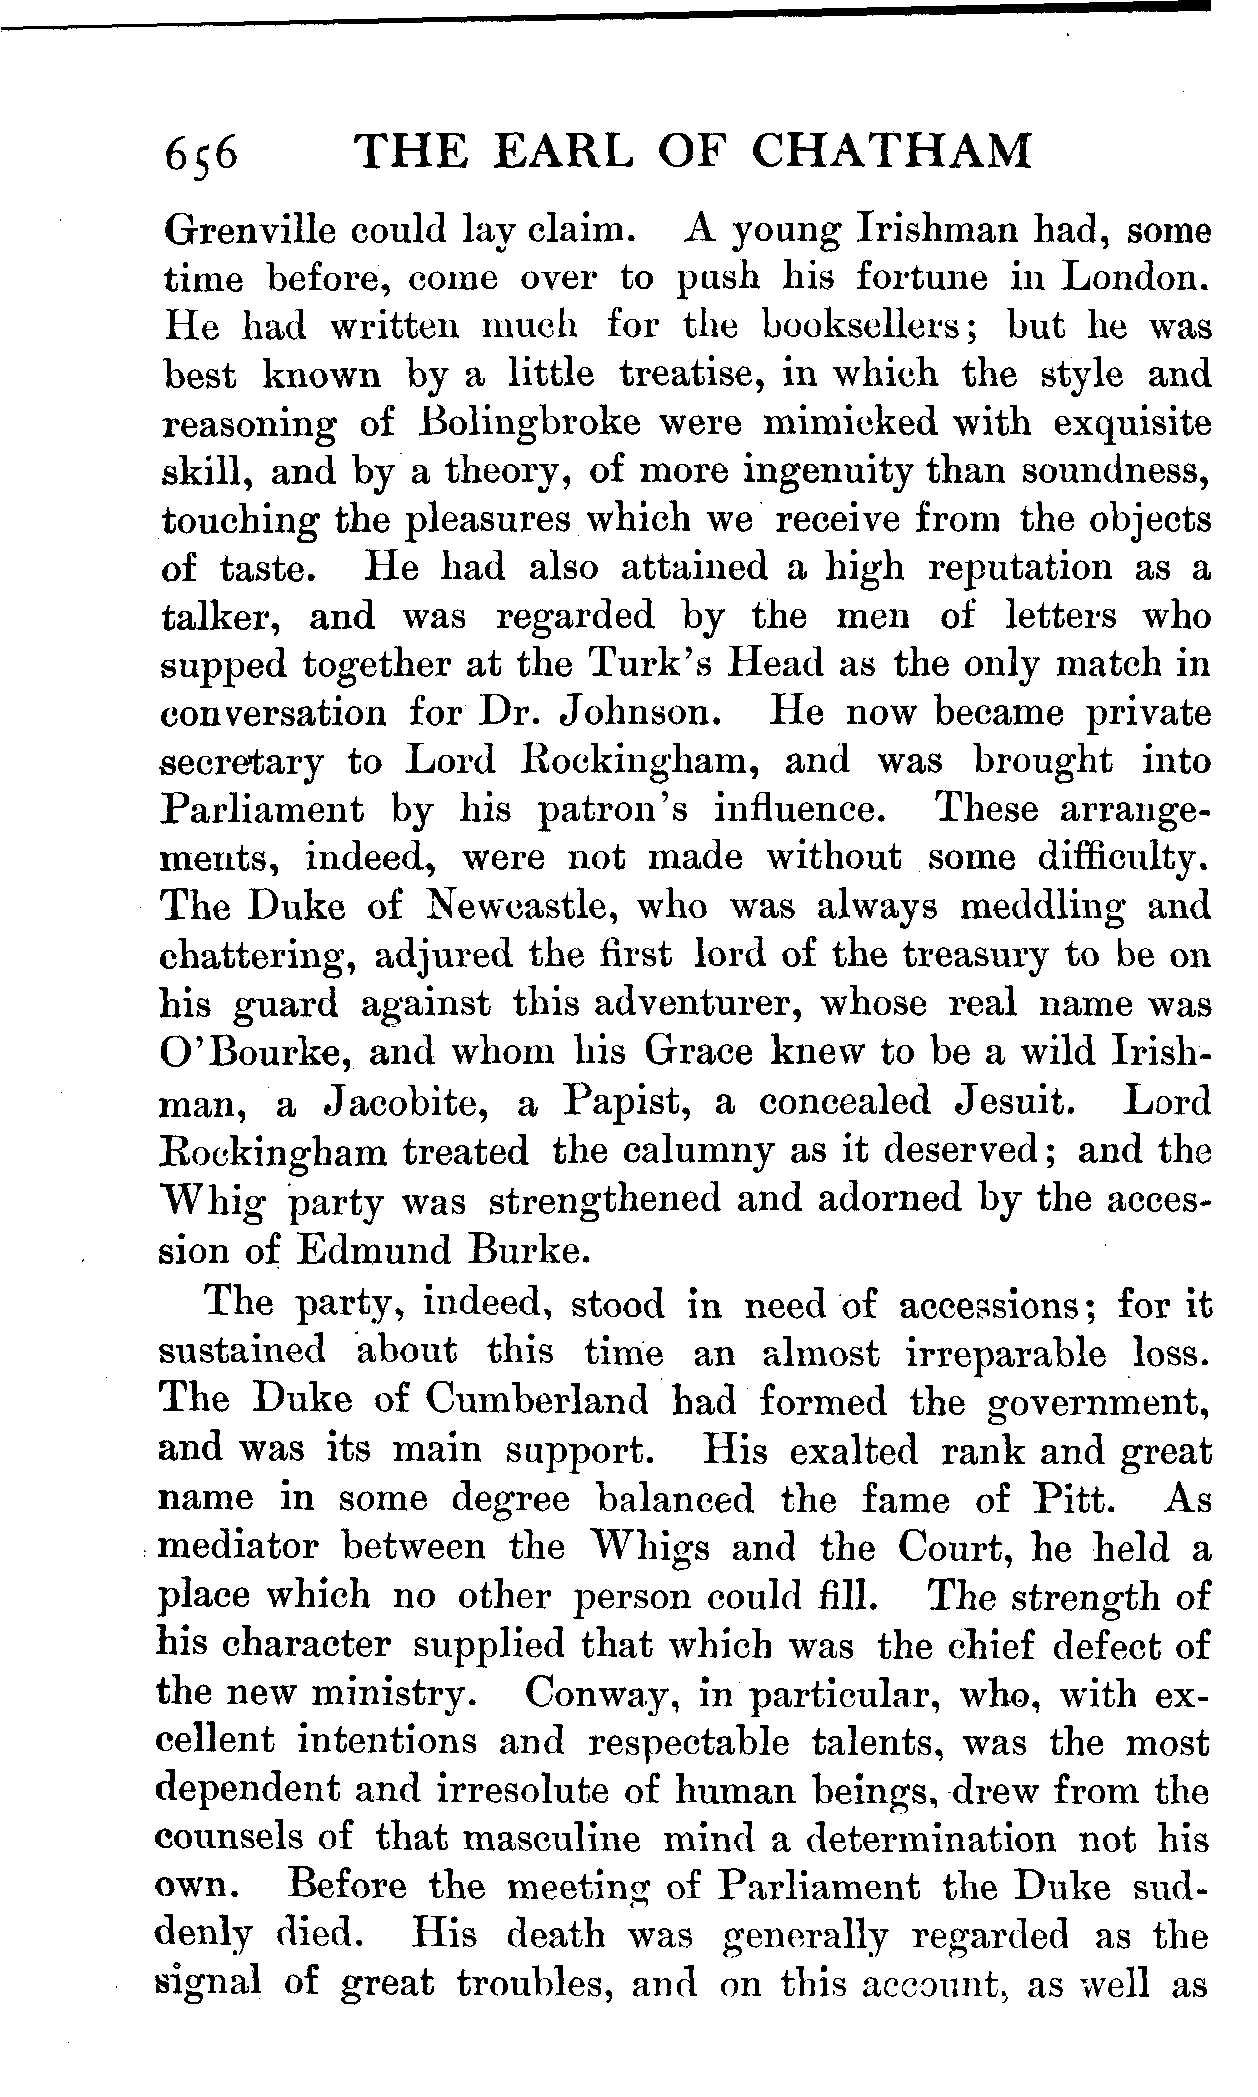 656 THE EARL OF CHATHAM
Grenville could lay claim. A young Irishman had, some
time before, come over to push his fortune in London.
He had written much for the booksellers; but he was
best known by a little treatise, in which the style and
reasoning of Bolingbroke were mimicked with exquisite
skill, and by a theory, of more ingenuity than soundness,
touching the pleasures which we receive from the objects
of taste. He had also attained a high reputation as a
talker, and was regarded by the men of letters who
supped together at the Turk's Head as the only match in
conversation for Dr. Johnson. He now became private
secretary to Lord Rockingham, and was brought into
Parliament by his patron's influence. These arrange-
ments, indeed, were not made without some difficulty.
The Duke of Newcastle, who was always meddling and
chattering, adjured the first lord of the treasury to be on
his guard against this adventurer, whose real name was
O'Bourke, and whom his Grace knew to be a wild Irish-
man, a Jacobite, a Papist, a concealed Jesuit. Lord
Rockingham treated the calumny as it deserved; and the
Whig party was strengthened and adorned by the acces-
sion of Edmund Burke.
The party, indeed, stood in need of accessions; for it
sustained about this time an almost irreparable loss.
The Duke of Cumberland had formed the government,
and was its main support. His exalted rank and great
name in some degree balanced the fame of Pitt. As
mediator between the Whigs and the Court, he held a
place which no other person could fill. The strength of
his character supplied that which was the chief defect of
the new ministry. Conway, in particular, who, with ex-
cellent intentions and respectable talents, was the most
dependent and irresolute of human beings, drew from the
counsels of that masculine mind a determination not his
own. Before the meeting of Parliament the Duke sud-
denly died. His death was generally regarded as the
signal of great troubles, and on this account, as well as